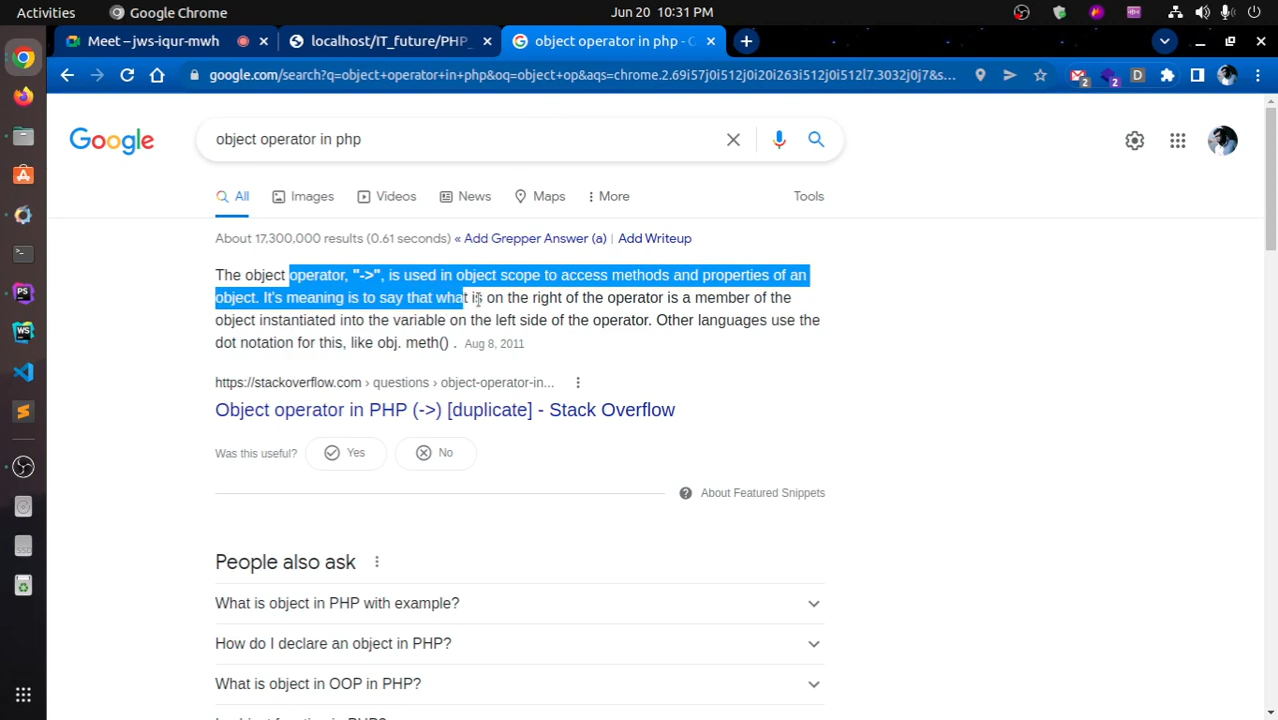 Activities
Google Chrome
Jun 20 10:31 PM
Meet – jws-iqur-mwh
localhost/IT_future/PHP_
object operator in php - G
google.com/search?q=object+operator+in+php&oq=object+op&aqs=chrome.2.69i57j0i512j0i20i263i512j0i512l7.3032j0j7&s...
2
2
D
Google
object operator in php
All
Images
Videos
News
Maps
More
Tools
About 17,300,000 results (0.61 seconds) « Add Grepper Answer (a) | Add Writeup
The object operator, "->", is used in object scope to access methods and properties of an
object. It's meaning is to say that what is on the right of the operator is a member of the
object instantiated into the variable on the left side of the operator. Other languages use the
dot notation for this, like obj. meth() . Aug 8, 2011
https://stackoverflow.com › questions › object-operator-in...
Object operator in PHP (->) [duplicate] - Stack Overflow
Was this useful?
Yes
No
About Featured Snippets
People also ask
What is object in PHP with example?
How do I declare an object in PHP?
What is object in OOP in PHP?